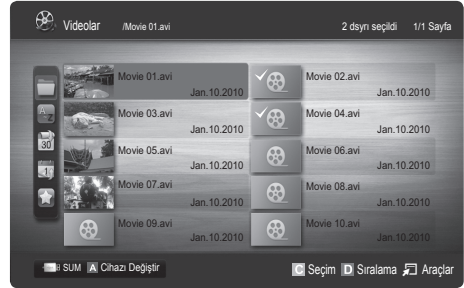 Videolar /Movie 01.avi 2 dsyrı seçildi 1/1 Sayfa
Movie 01.avi Movie 02.avi
Jan.10.2010 Jan.10.2010
Movie 03.avi Movie 04.avi
Jan.10.2010 Jan.10.2010
Movie 05.avi Movie 06.avi
Jan.10.2010 Jan.10.2010
Movie 07.avi Movie 08.avi
Jan.10.2010 Jan.10.2010
Movie 09.avi Movie 10.avi
Jan.10.2010 Jan.10.2010
SUM A Cihazı Değiştir C Seçim D Sıralama Araçlar